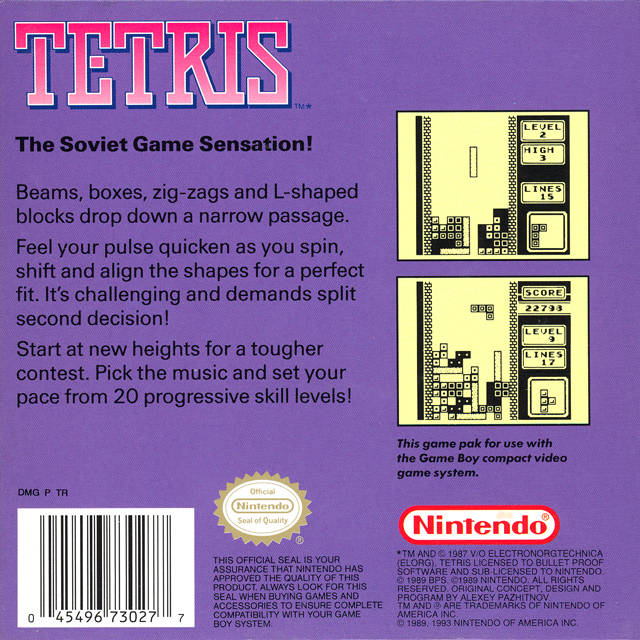 TETRIS
TM*
The Soviet Game Sensation!
Beams, boxes, zig-zags and L-shaped
blocks drop down a narrow passage.
Feel your pulse quicken as you spin,
shift and align the shapes for a perfect
fit. It's challenging and demands split
second decision!
Start at new heights for a tougher
contest. Pick the music and set your
pace from 20 progressive skill levels!
LEVEL
2
HIGH
3
LINES
15
SCORE
22793
LEVEL
9
LINES
17
This game pak for use with
the Game Boy compact video
game system.
DMG P TR
0 45496 73027 7
Official
Nintendo
Seal of Quality
®
THIS OFFICIAL SEAL IS YOUR
ASSURANCE THAT NINTENDO HAS
APPROVED THE QUALITY OF THIS
PRODUCT. ALWAYS LOOK FOR THIS
SEAL WHEN BUYING GAMES AND
ACCESSORIES TO ENSURE COMPLETE
COMPATIBILITY WITH YOUR GAME
BOY SYSTEM.
Nintendo®
*TM AND © 1987 V/O ELECTRONORGTECHNICA
(ELORG). TETRIS LICENSED TO BULLET PROOF
SOFTWARE AND SUB-LICENSED TO NINTENDO.
© 1989 BPS. ©1989 NINTENDO. ALL RIGHTS
RESERVED. ORIGINAL CONCEPT, DESIGN AND
PROGRAM BY ALEXEY PAZHITNOV.
TM AND ® ARE TRADEMARKS OF NINTENDO OF
AMERICA INC.
© 1989, 1993 NINTENDO OF AMERICA INC.